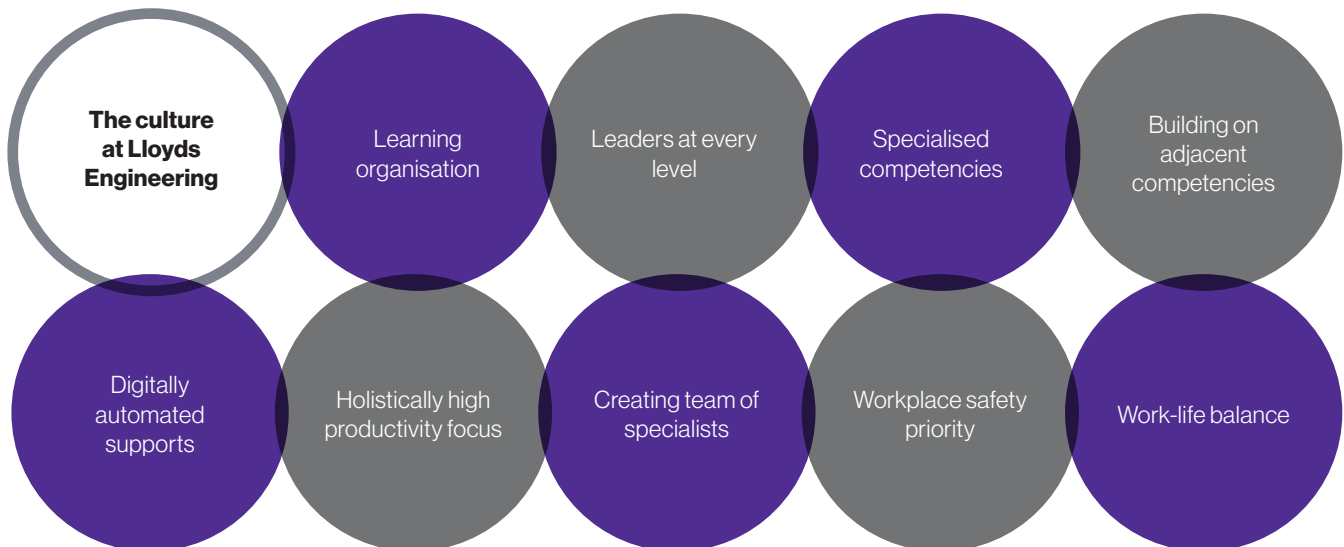 The culture
at Lloyds
Engineering
Learning
organisation
Leaders at every
level
Specialised
competencies
Building on
adjacent
competencies
Digitally
automated
supports
Holistically high
productivity focus
Creating team of
specialists
Workplace safety
priority
Work-life balance